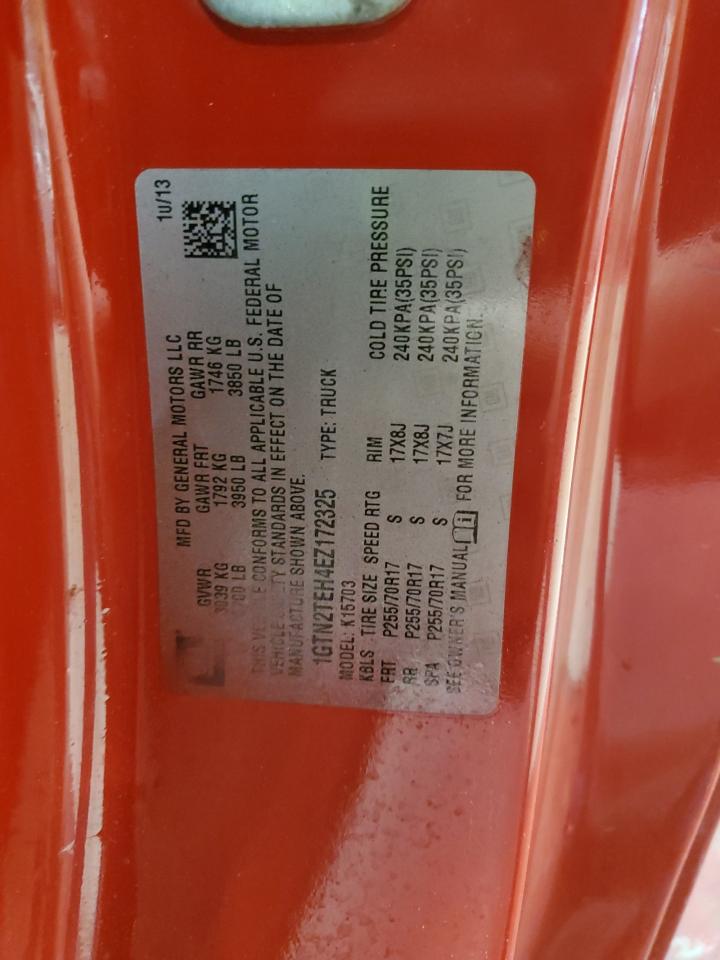 10/13
MFD BY GENERAL MOTORS LLC
GVWR GAWR FRT GAWR RR
3039 KG 1792 KG 1746 KG
LB 3950 LB 3850 LB
THIS VEHICLE CONFORMS TO ALL APPLICABLE U.S. FEDERAL MOTOR
VEHICLE SAFETY STANDARDS IN EFFECT ON THE DATE OF
MANUFACTURE SHOWN ABOVE.
1GTN2TEH4EZ172325 TYPE: TRUCK
MODEL: K15703
KBLS TIRE SIZE SPEED RTG RIM COLD TIRE PRESSURE
FRT P255/70R17 S 17X8J 240KPA(35PSI)
RR P255/70R17 S 17X8J 240KPA(35PSI)
SPA P255/70R17 S 17X7J 240KPA(35PSI)
SEE OWNER'S MANUAL i FOR MORE INFORMATION.